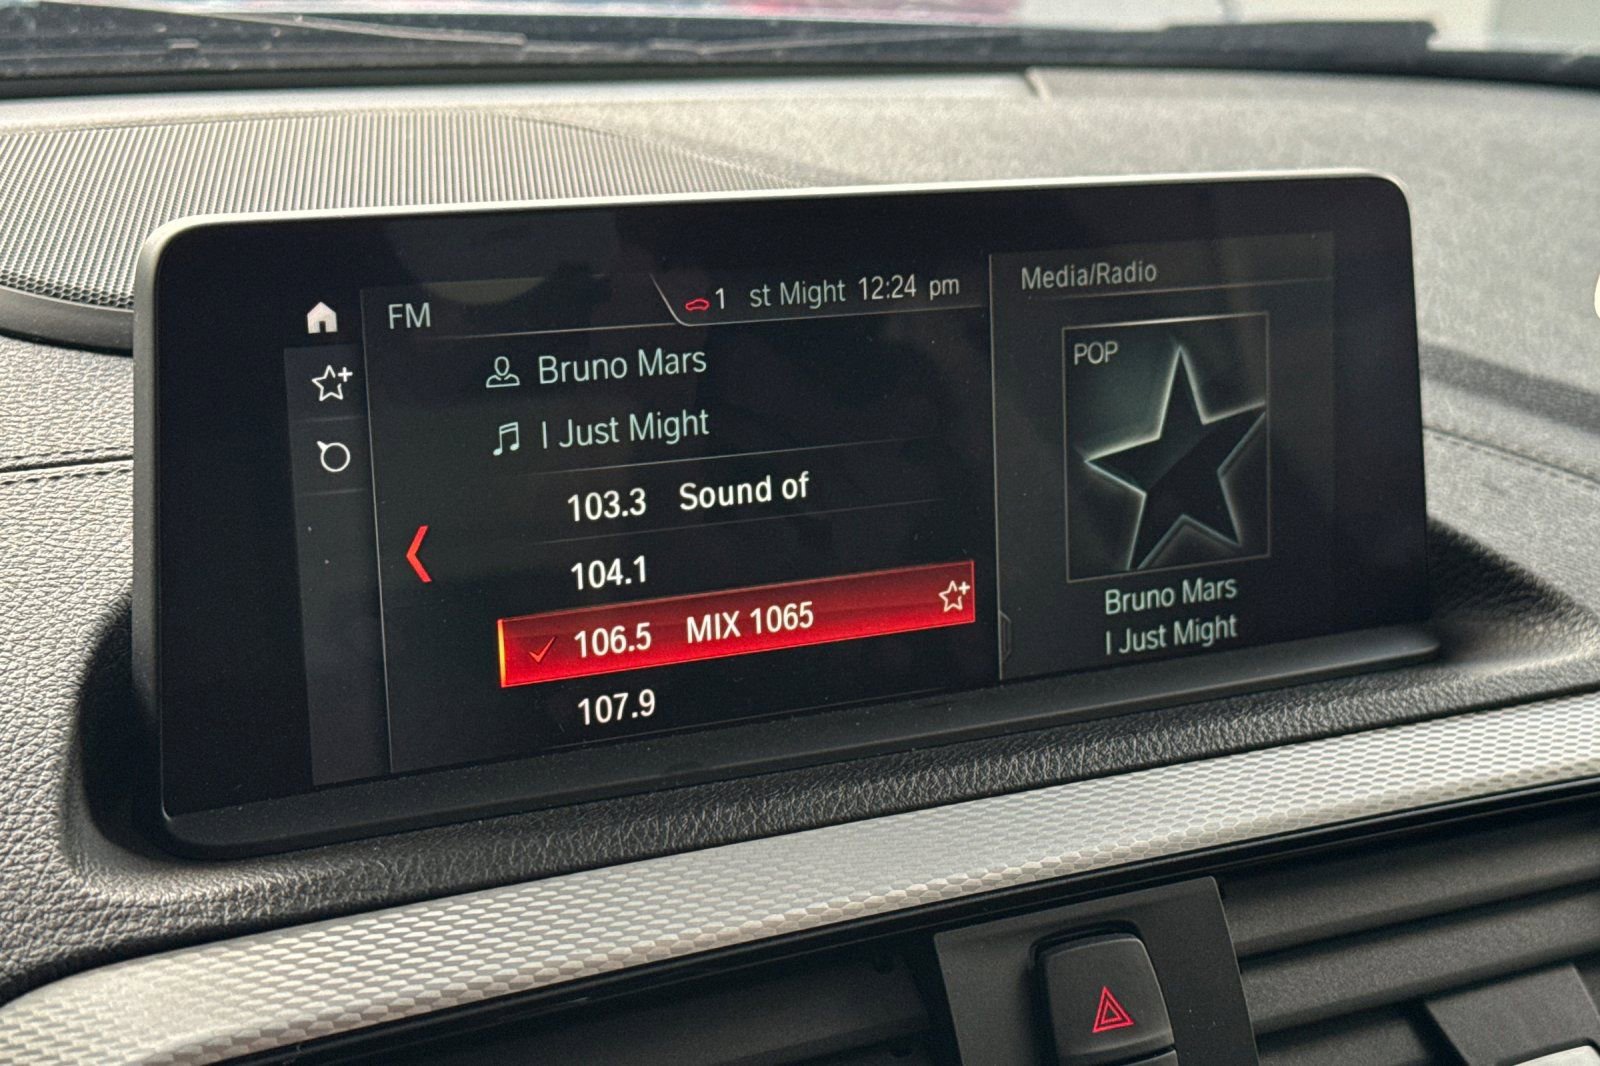 FM
1 st Might 12:24 pm
Bruno Mars
I Just Might
103.3 Sound of
104.1
106.5 MIX 1065
107.9
Media/Radio
POP
Bruno Mars
I Just Might